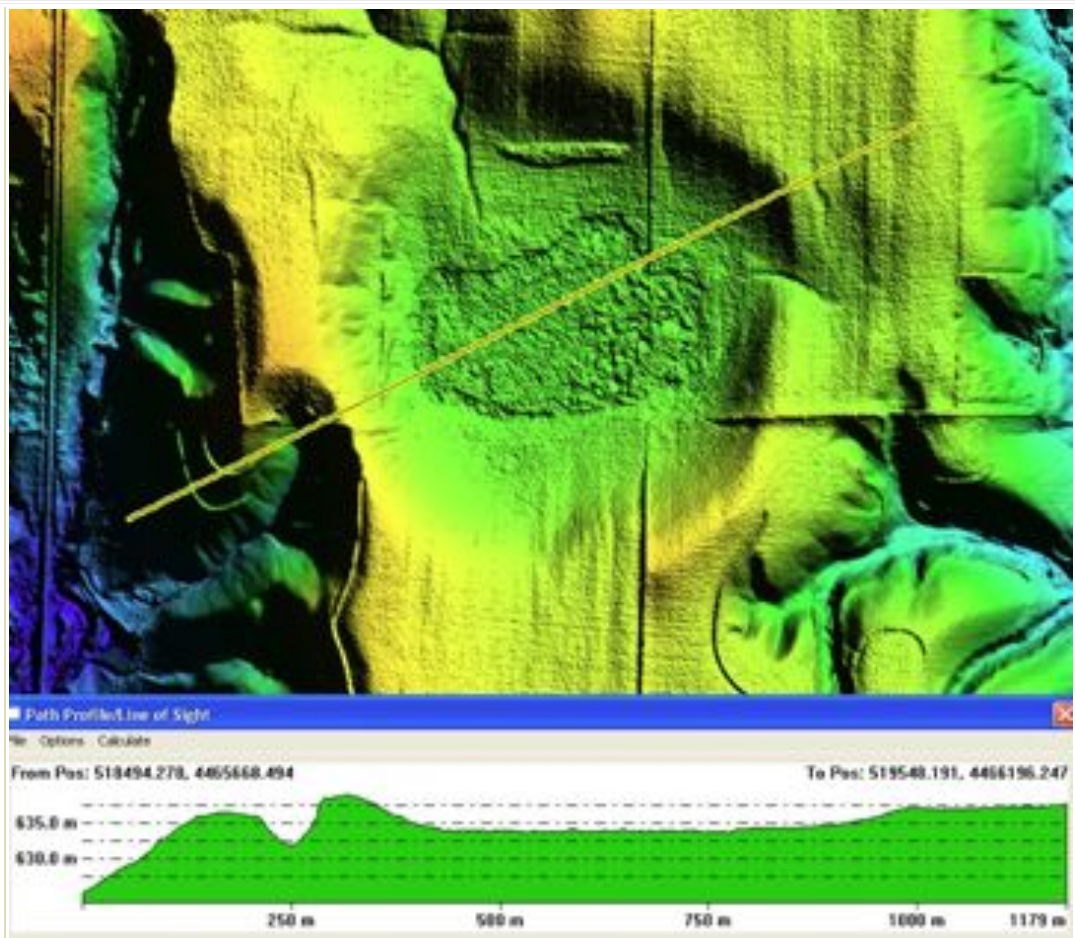 Path Profile/Line of Sight
File Options Calculate
From Pos: 518494.278, 4465668.494 To Pos: 519548.191, 4466196.247
635.0 m
630.0 m
250 m 500 m 750 m 1000 m 1179 m